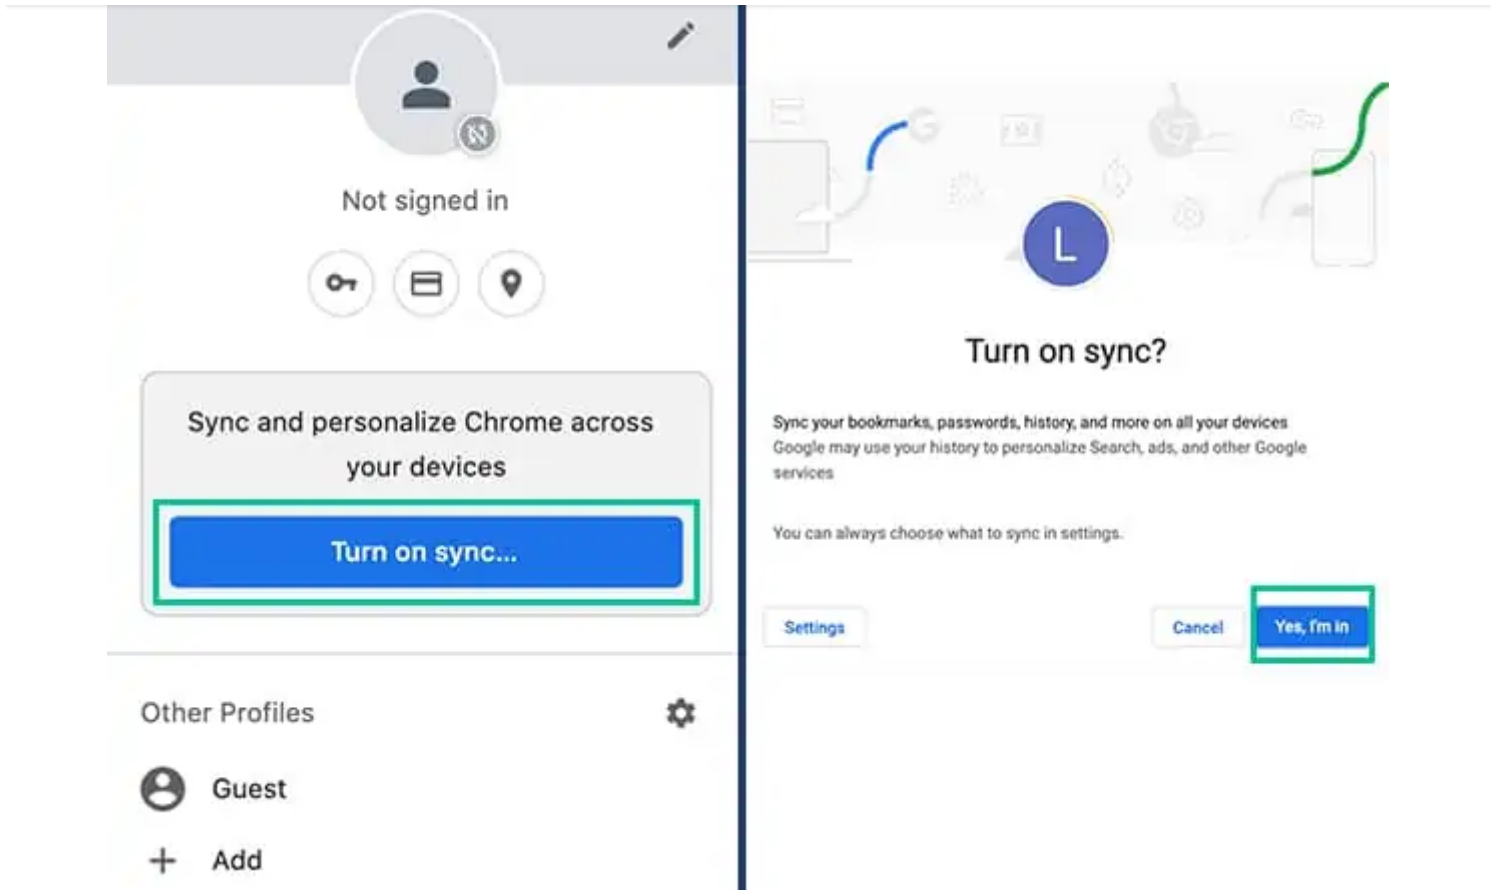 Not signed in
Sync and personalize Chrome across
your devices
Turn on sync...
Other Profiles
Guest
Add
L
Turn on sync?
Sync your bookmarks, passwords, history, and more on all your devices
Google may use your history to personalize Search, ads, and other Google
services
You can always choose what to sync in settings.
Settings
Cancel
Yes, I'm in